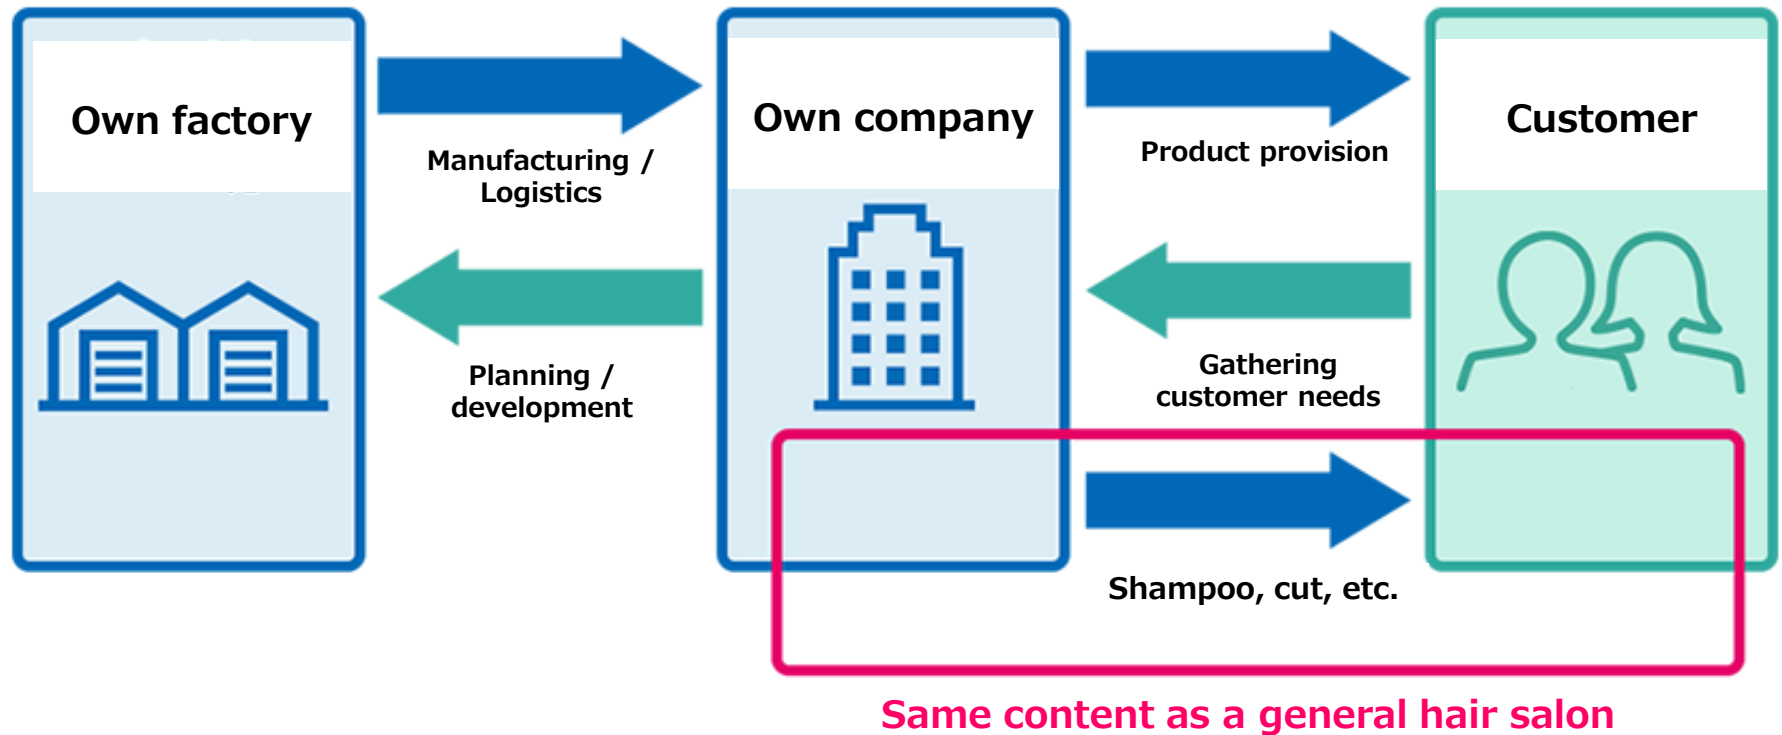 Own factory
Manufacturing /
Logistics
Planning /
development
Own company
Product provision
Gathering
customer needs
Shampoo, cut, etc.
Customer
Same content as a general hair salon